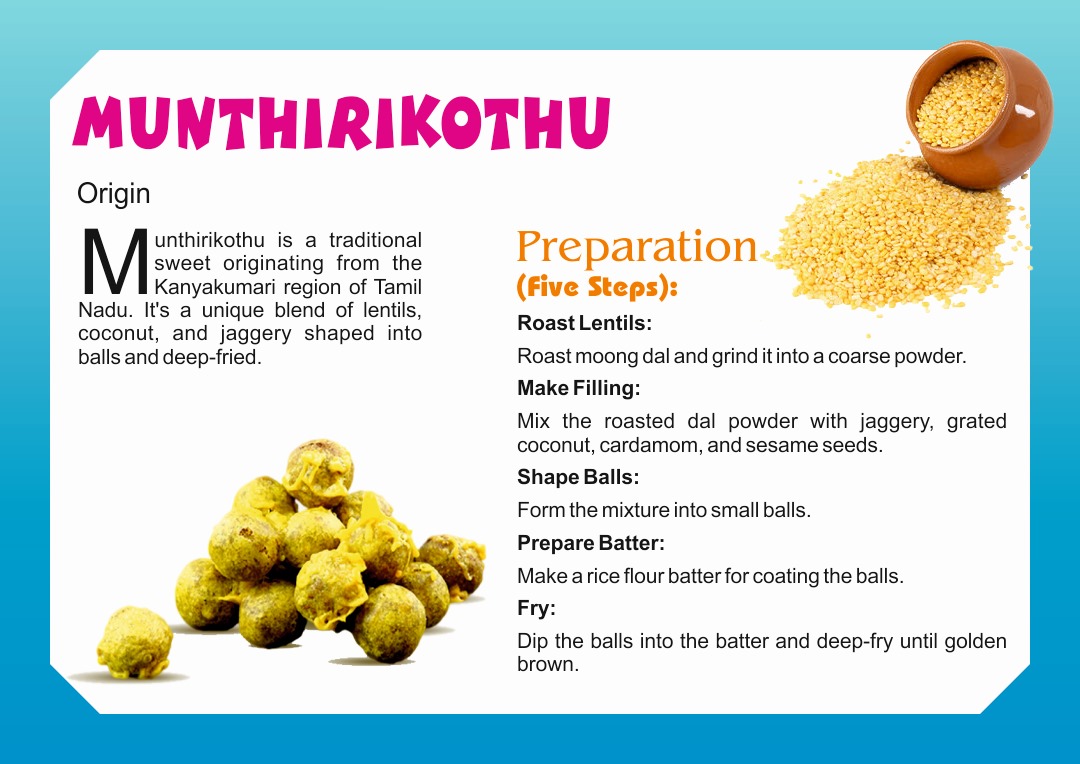 MUNTHIRIKOTHU
Origin
Munthirikothu is a traditional
sweet originating from the
Kanyakumari region of Tamil
Nadu. It's a unique blend of lentils,
coconut, and jaggery shaped into
balls and deep-fried.
Preparation
(Five Steps):
Roast Lentils:
Roast moong dal and grind it into a coarse powder.
Make Filling:
Mix the roasted dal powder with jaggery, grated
coconut, cardamom, and sesame seeds.
Shape Balls:
Form the mixture into small balls.
Prepare Batter:
Make a rice flour batter for coating the balls.
Fry:
Dip the balls into the batter and deep-fry until golden
brown.